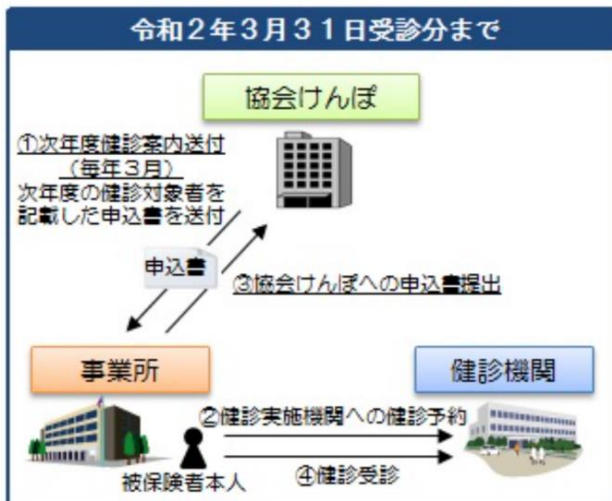 令和２年３月３１日受診分まで
協会けんぽ
①次年度健診案内送付
（毎年３月）
次年度の健診対象者を
記載した申込書を送付
申込書
③協会けんぽへの申込書提出
事業所
健診機関
②健診実施機関への健診予約
④健診受診
被保険者本人